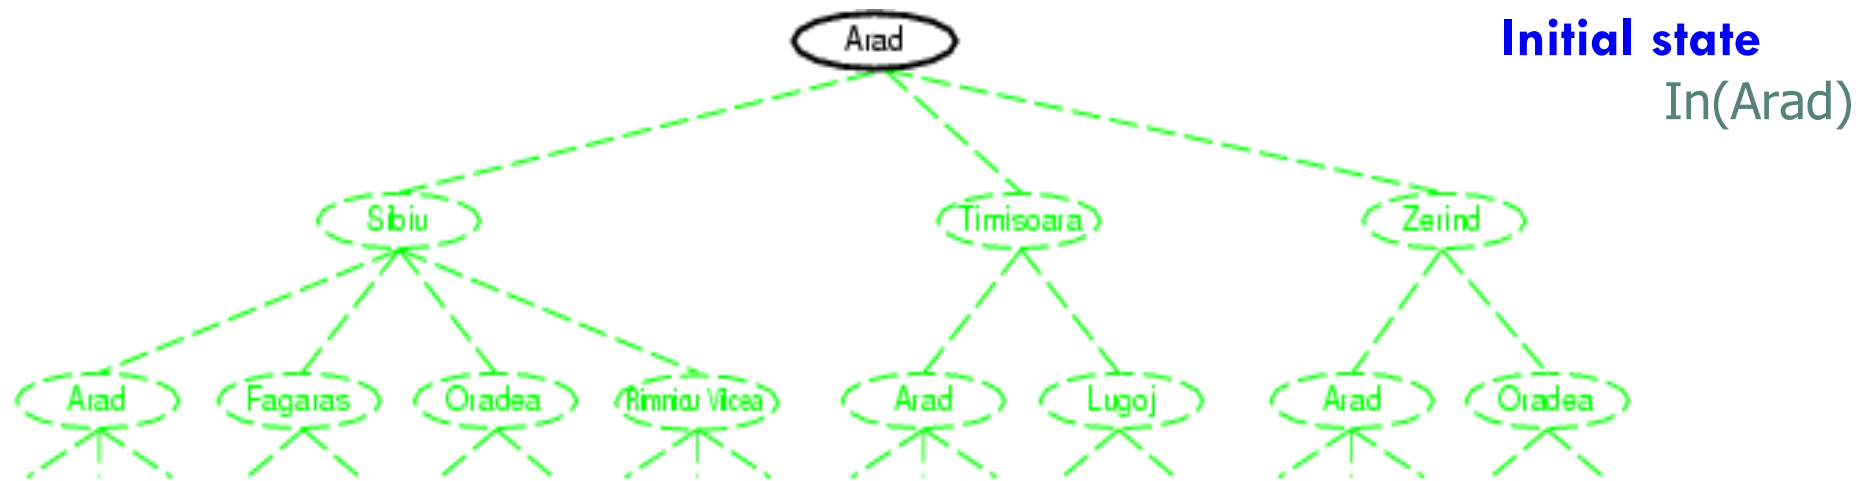 Arad
Initial state
In(Arad)
Sibiu
Timisoara
Zerind
Arad
Fagaras
Oradea
Rimnicu Vilcea
Arad
Lugoj
Arad
Oradea